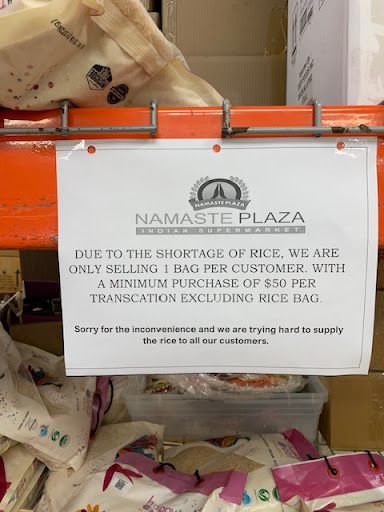 NAMASTE PLAZA
NAMASTE PLAZA
INDIAN SUPERMARKET
DUE TO THE SHORTAGE OF RICE, WE ARE
ONLY SELLING 1 BAG PER CUSTOMER. WITH
A MINIMUM PURCHASE OF $50 PER
TRANSCATION EXCLUDING RICE BAG.
Sorry for the inconvenience and we are trying hard to supply
the rice to all our customers.